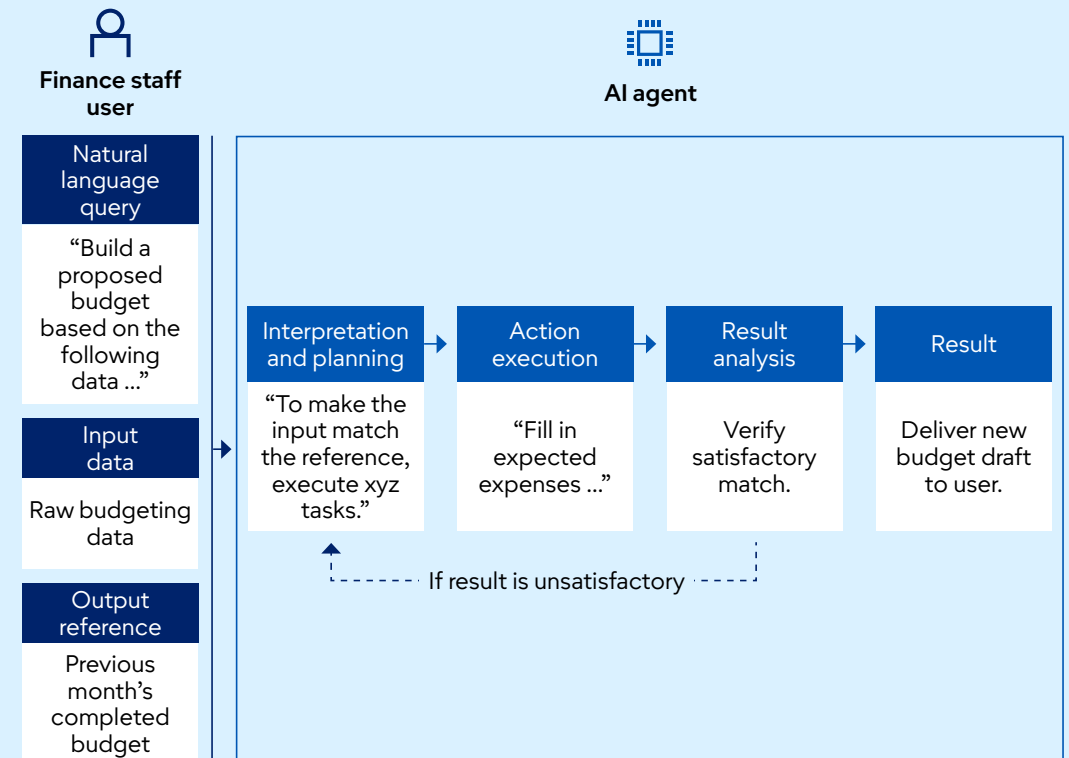 Finance staff
user
AI agent
Natural
language
query
“Build a
proposed
budget
based on the
following
data ...”
Input
data
Raw budgeting
data
Output
reference
Previous
month’s
completed
budget
Interpretation
and planning
“To make the
input match
the reference,
execute xyz
tasks.”
Action
execution
“Fill in
expected
expenses ...”
Result
analysis
Verify
satisfactory
match.
Result
Deliver new
budget draft
to user.
If result is unsatisfactory